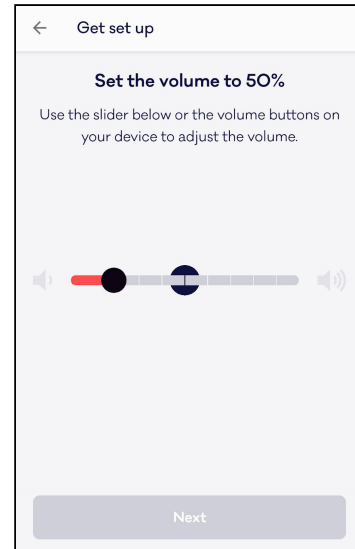 Get set up
Set the volume to 50%
Use the slider below or the volume buttons on
your device to adjust the volume.
Next